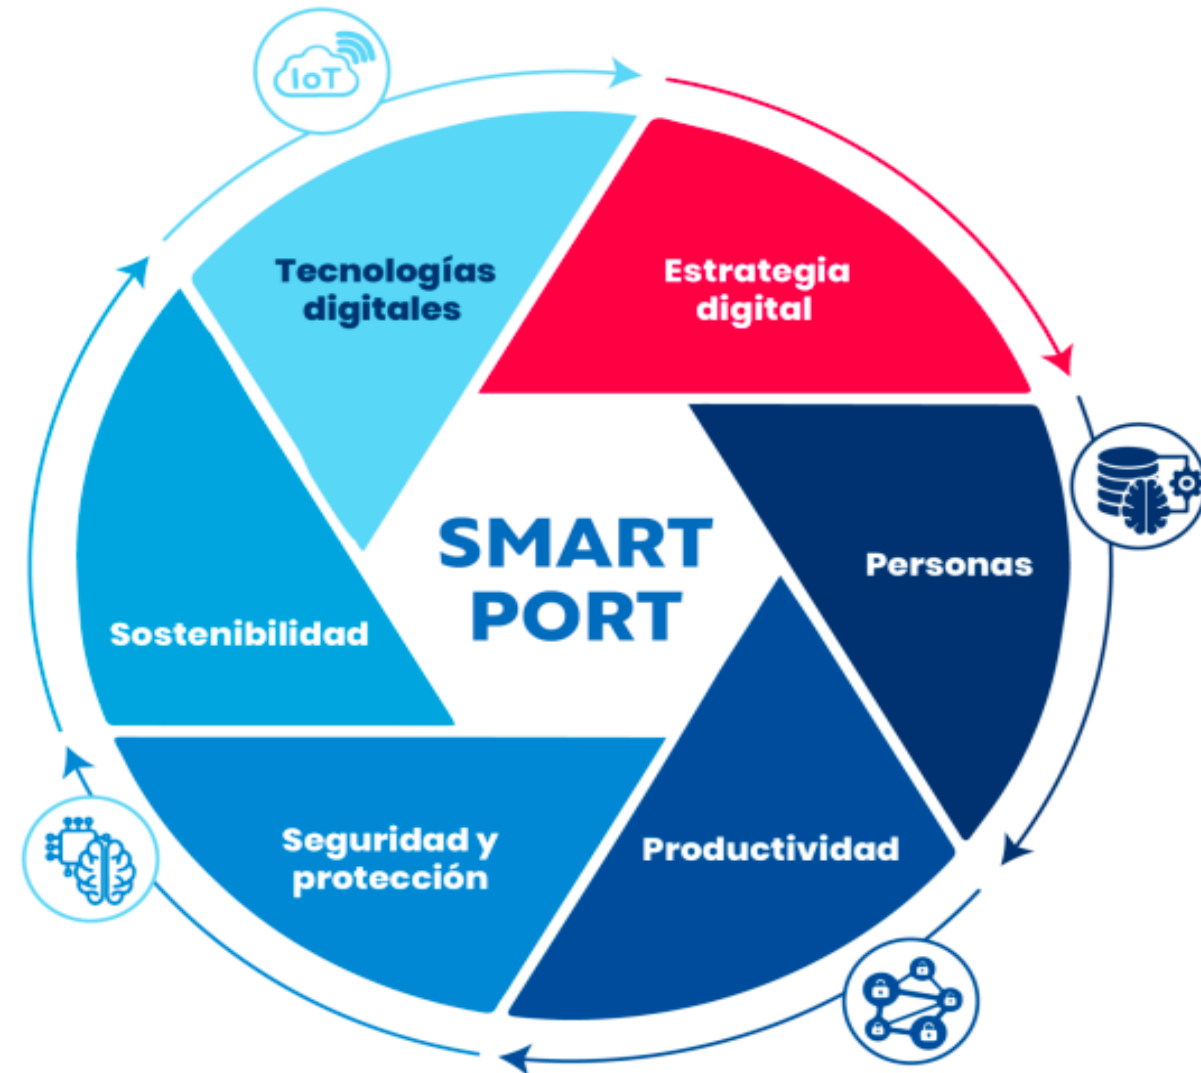 IoT
Tecnologías
digitales
Estrategia
digital
SMART
PORT
Personas
Sostenibilidad
Seguridad y
protección
Productividad